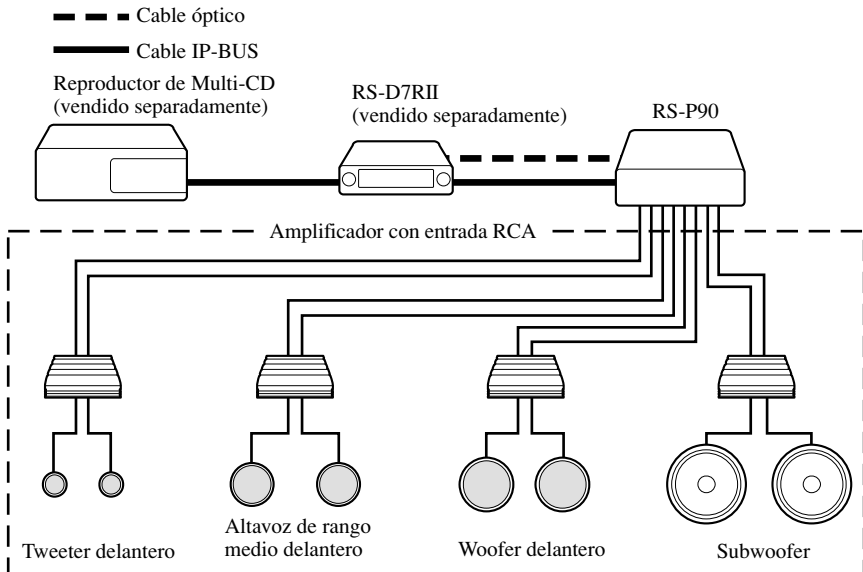 Cable óptico
Cable IP-BUS
Reproductor de Multi-CD
(vendido separadamente)
RS-D7RII
(vendido separadamente)
RS-P90
Amplificador con entrada RCA
Tweeter delantero
Altavoz de rango
medio delantero
Woofer delantero
Subwoofer